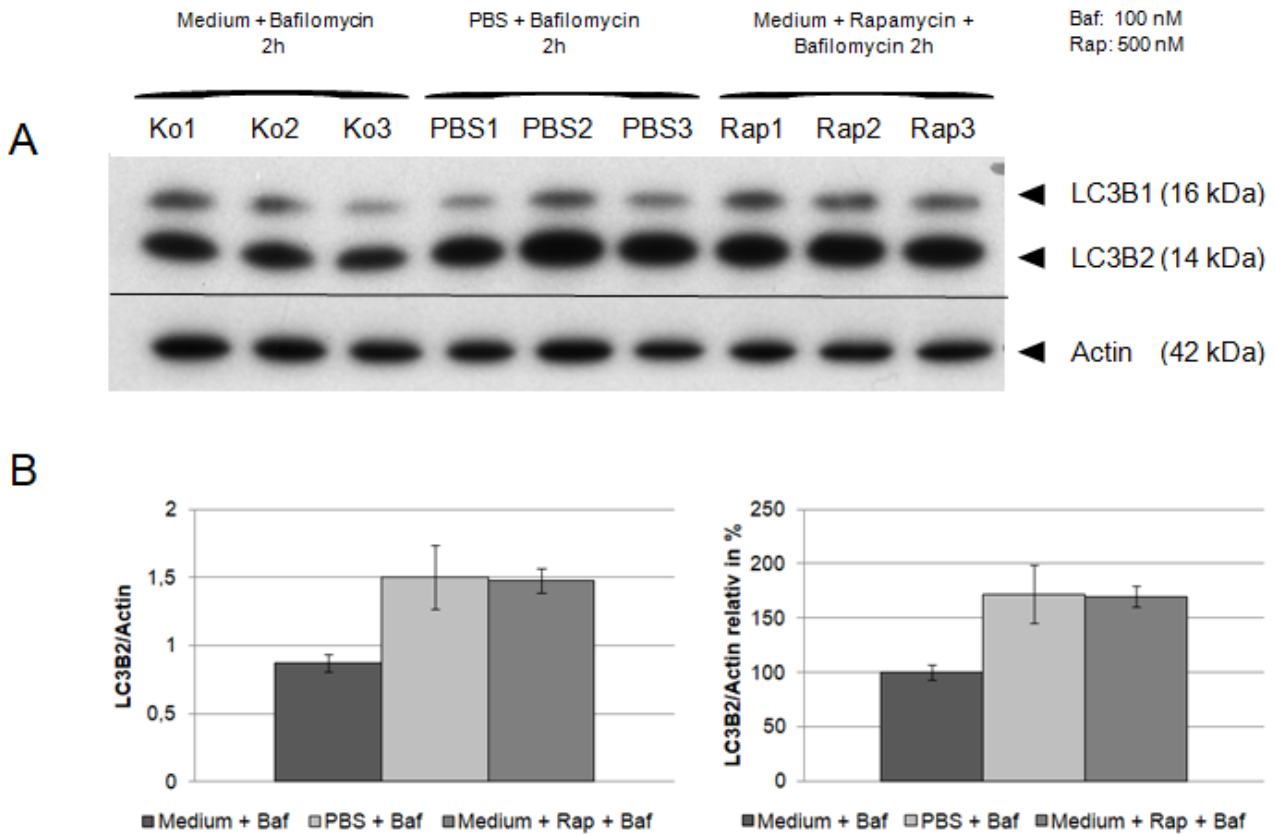 Medium + Bafilomycin
2h
PBS + Bafilomycin
2h
Medium + Rapamycin +
Bafilomycin 2h
Baf: 100 nM
Rap: 500 nM
A
Ko1 Ko2 Ko3 PBS1 PBS2 PBS3 Rap1 Rap2 Rap3
LC3B1 (16 kDa)
LC3B2 (14 kDa)
Actin (42 kDa)
B
LC3B2/Actin
2
1,5
1
0,5
0
Medium + Baf PBS + Baf Medium + Rap + Baf
LC3B2/Actin relativ in %
250
200
150
100
50
0
Medium + Baf PBS + Baf Medium + Rap + Baf